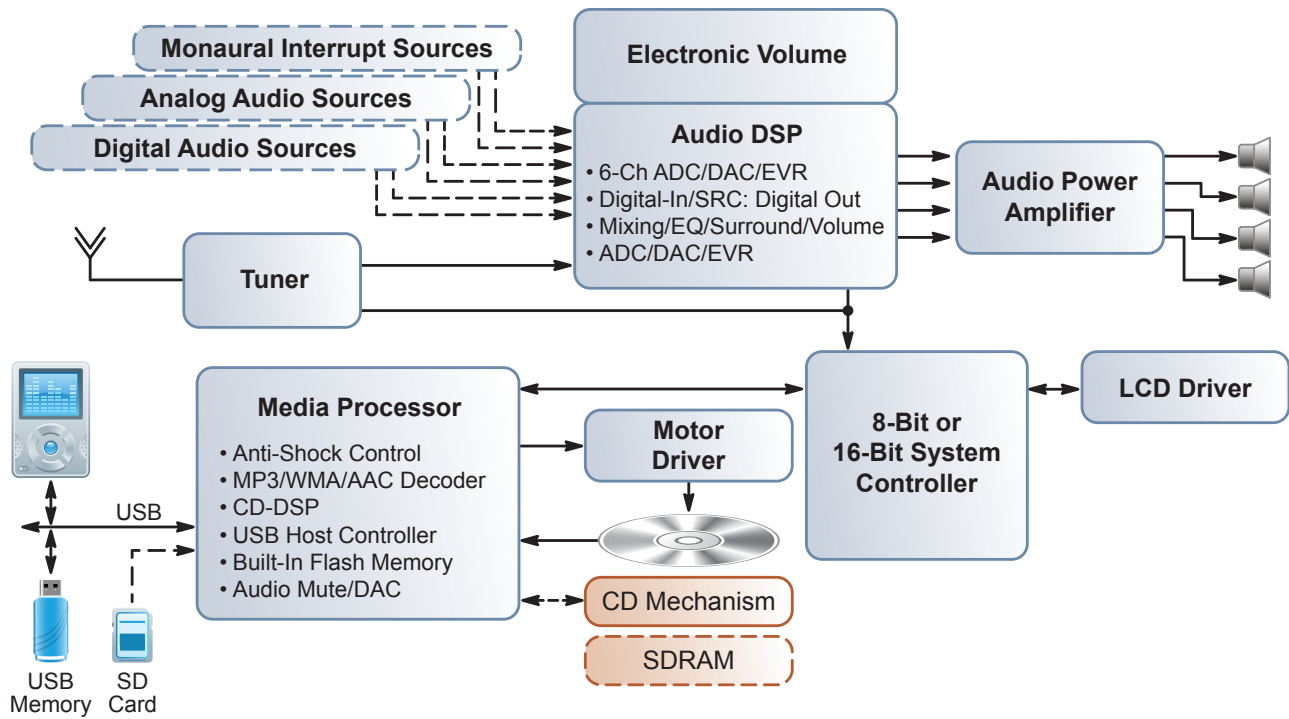 Monaural Interrupt Sources
Analog Audio Sources
Digital Audio Sources
Electronic Volume
Audio DSP
• 6-Ch ADC/DAC/EVR
• Digital-In/SRC: Digital Out
• Mixing/EQ/Surround/Volume
• ADC/DAC/EVR
Audio Power
Amplifier
Tuner
Media Processor
• Anti-Shock Control
• MP3/WMA/AAC Decoder
• CD-DSP
• USB Host Controller
• Built-In Flash Memory
• Audio Mute/DAC
Motor
Driver
8-Bit or
16-Bit System
Controller
LCD Driver
USB
CD Mechanism
SDRAM
USB
Memory
SD
Card